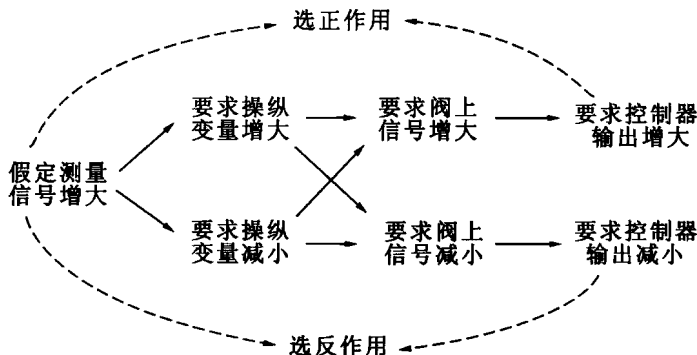 选正作用
要求操纵
变量增大
要求阀上
信号增大
要求控制器
输出增大
假定测量
信号增大
要求操纵
变量减小
要求阀上
信号减小
要求控制器
输出减小
选反作用